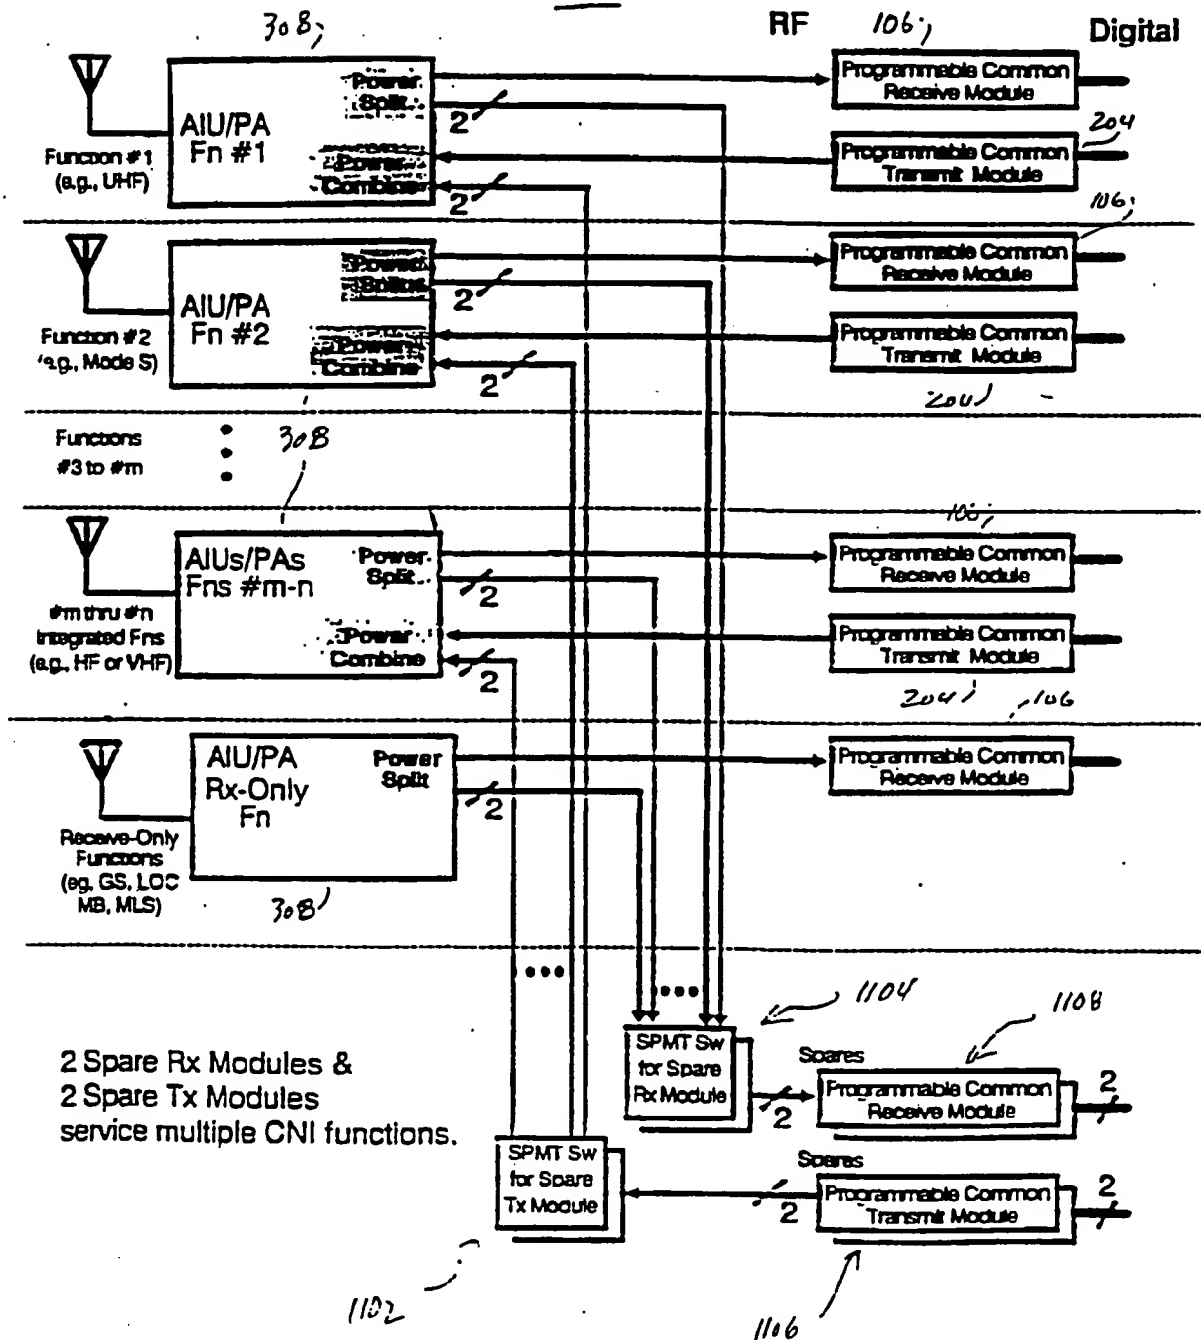 308;
RF
106;
Digital
AIU/PA
Fn #1
Power
Split
2
Power
Combine
2
Function #1
(e.g., UHF)
Programmable Common
Receive Module
204
Programmable Common
Transmit Module
106;
AIU/PA
Fn #2
Power
2
Power
Combine
2
Function #2
e.g., Mode S)
Programmable Common
Receive Module
Programmable Common
Transmit Module
308
Functions
#3 to #m
AIUs/PAs
Fns #m-n
Power
Split
2
Power
Combine
2
#m thru #n
Integrated Fns
(e.g., HF or VHF)
Programmable Common
Receive Module
Programmable Common
Transmit Module
204
106
AIU/PA
Rx-Only
Fn
Power
Split
2
Receive-Only
Functions
(eg, GS, LOC
MB, MLS)
308
Programmable Common
Receive Module
2 Spare Rx Modules &
2 Spare Tx Modules
service multiple CNI functions.
SPMT Sw
for Spare
Rx Module
1104
2
Spares
Programmable Common
Receive Module
1108
2
SPMT Sw
for Spare
Tx Module
1102
2
Spares
Programmable Common
Transmit Module
2
1106